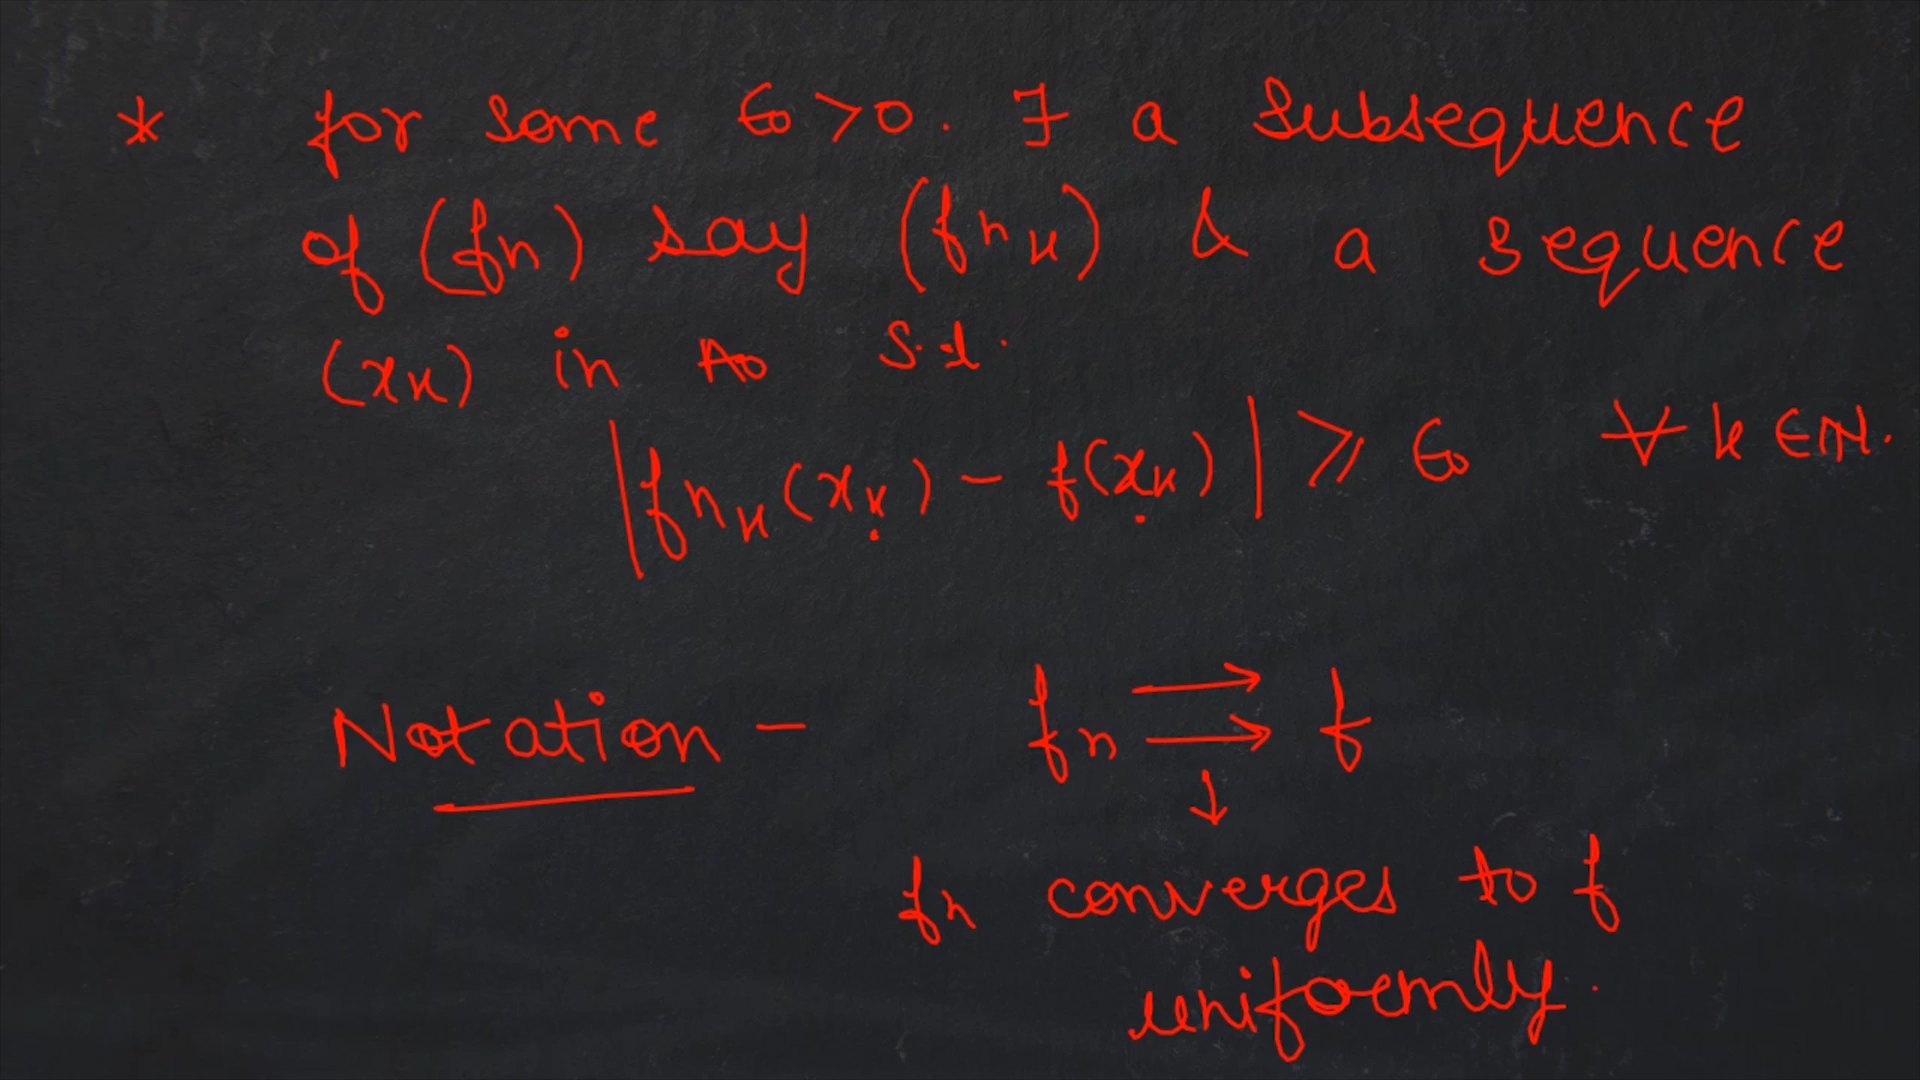 * for some ϵ₀ > 0. ∃ a subsequence
of (fn) say (fnₖ) & a sequence
(xₖ) in A₀ s.t.
|fnₖ(xₖ) - f(xₖ)| ⩾ ϵ₀ ∀ k ∈ N.
Notation - fn ⇉ f
↓
fn converges to f
uniformly.